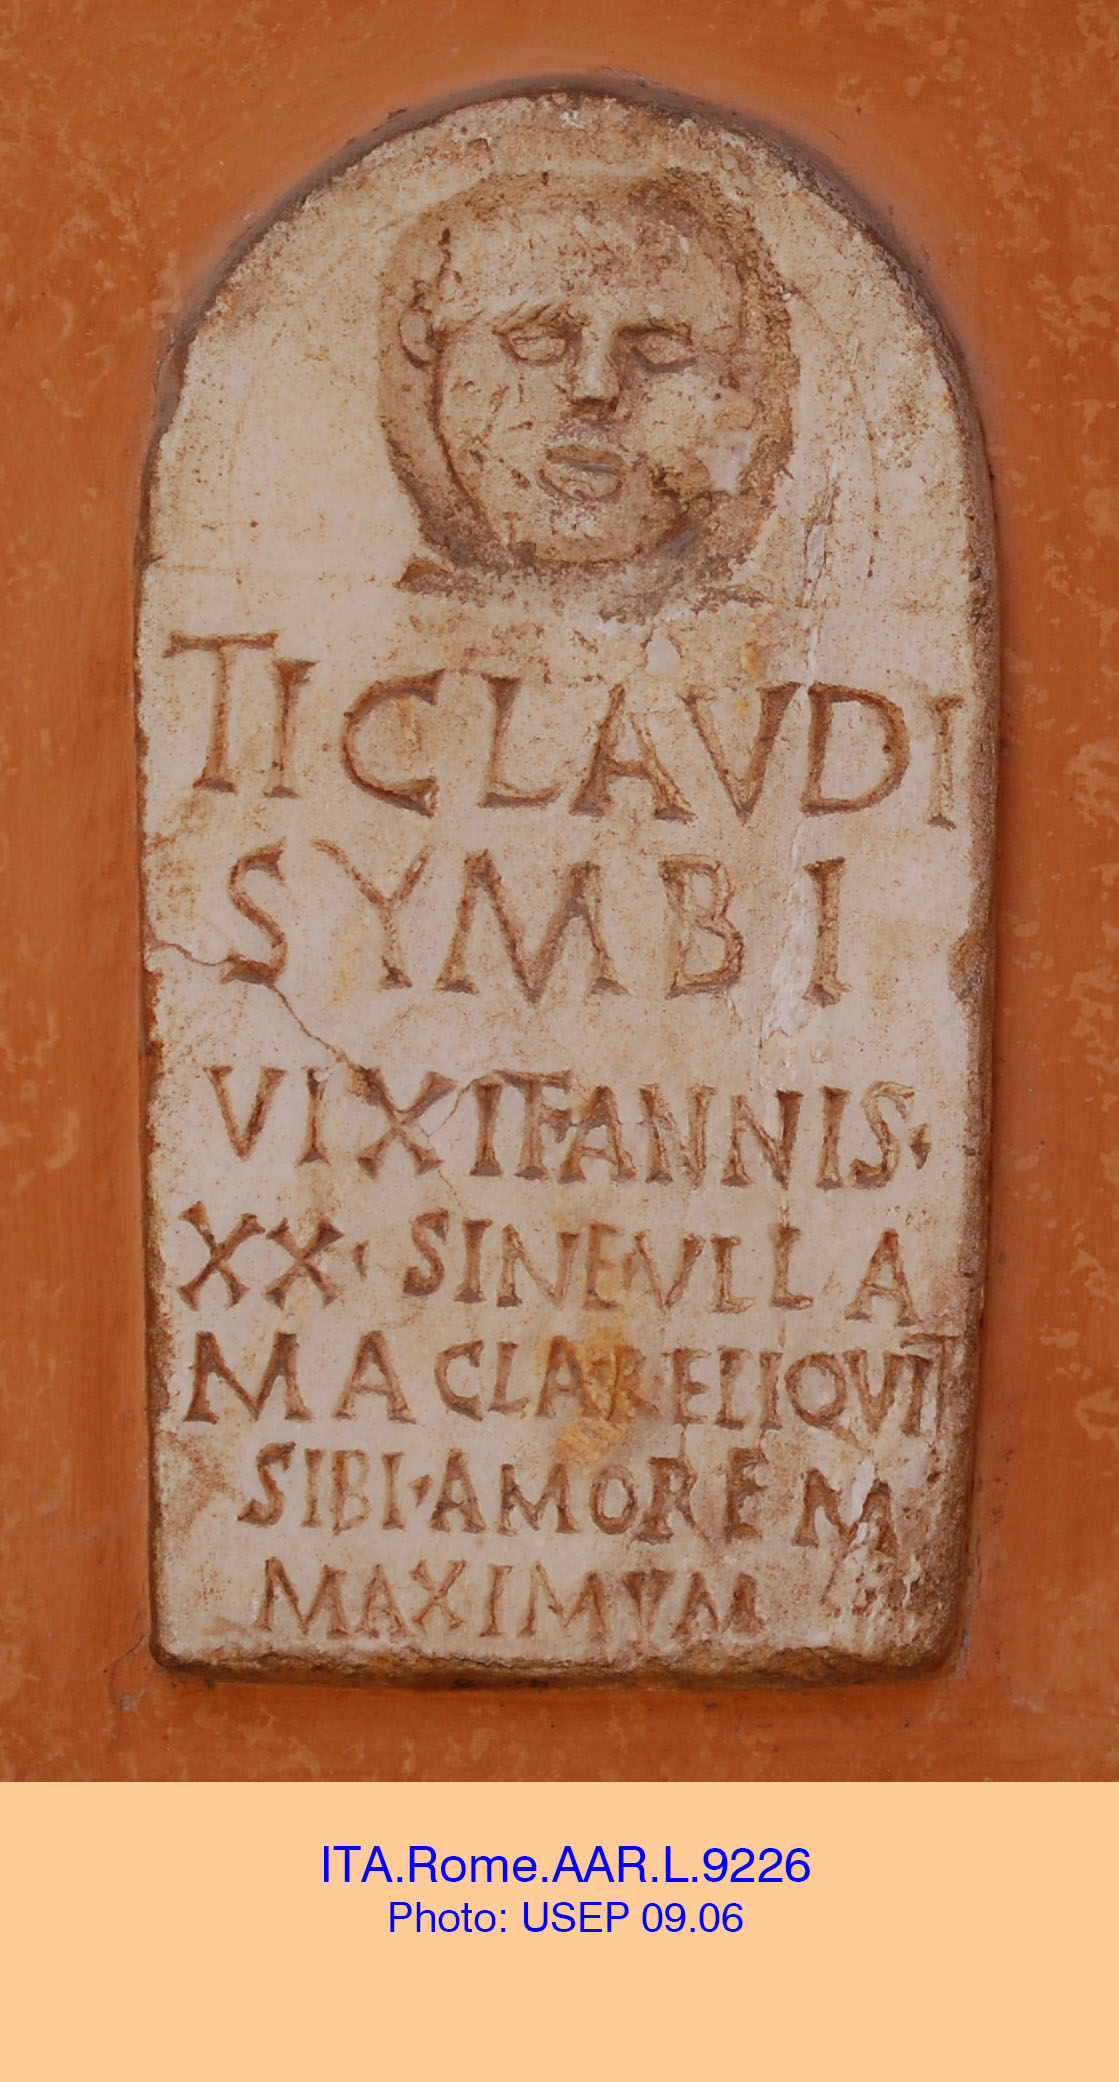 TI CLAUDI
SYMBI
VIXIT ANNIS·
XX· SINE VLLA
MACLA·RELIQVIT
SIBI·AMOREM
MAXIMVM
ITA.Rome.AAR.L.9226
Photo: USEP 09.06